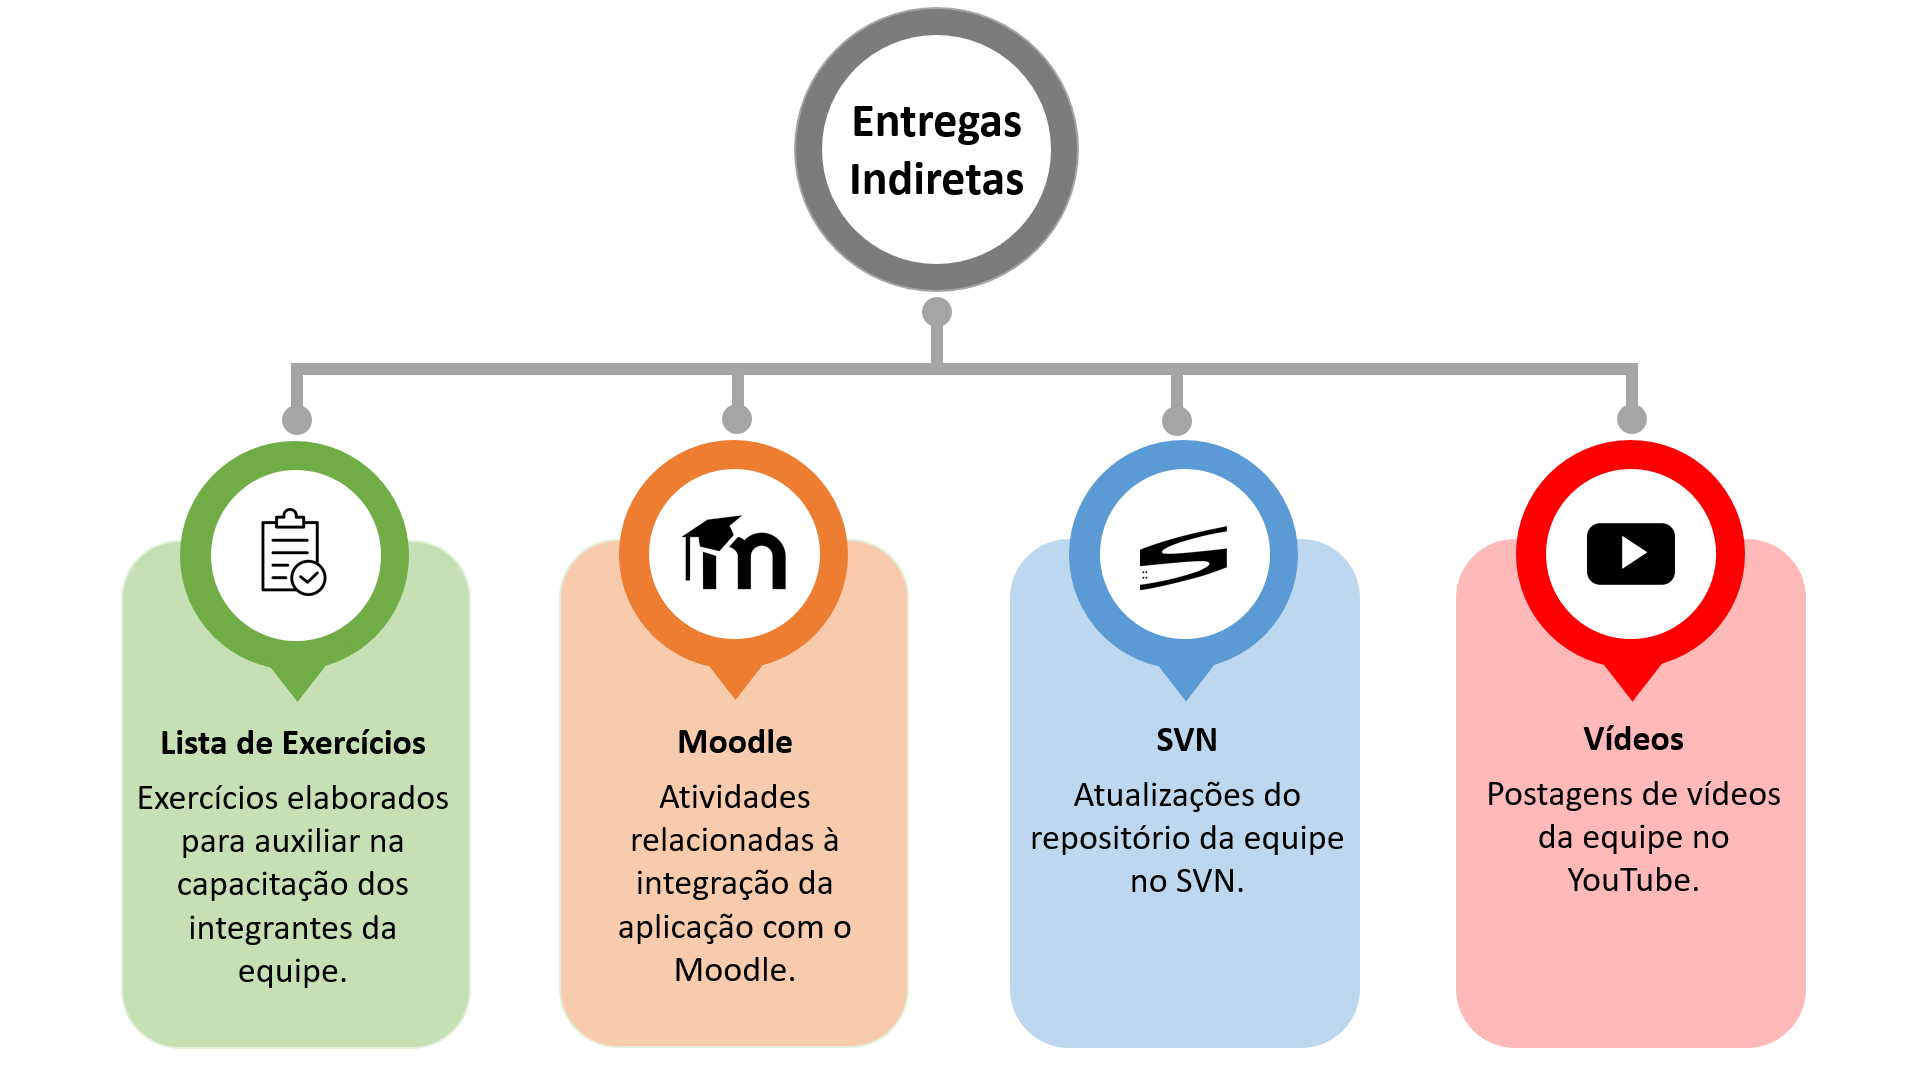 Entregas
Indiretas
Lista de Exercícios
Exercícios elaborados
para auxiliar na
capacitação dos
integrantes da
equipe.
Moodle
Atividades
relacionadas à
integração da
aplicação com o
Moodle.
SVN
Atualizações do
repositório da equipe
no SVN.
Vídeos
Postagens de vídeos
da equipe no
YouTube.